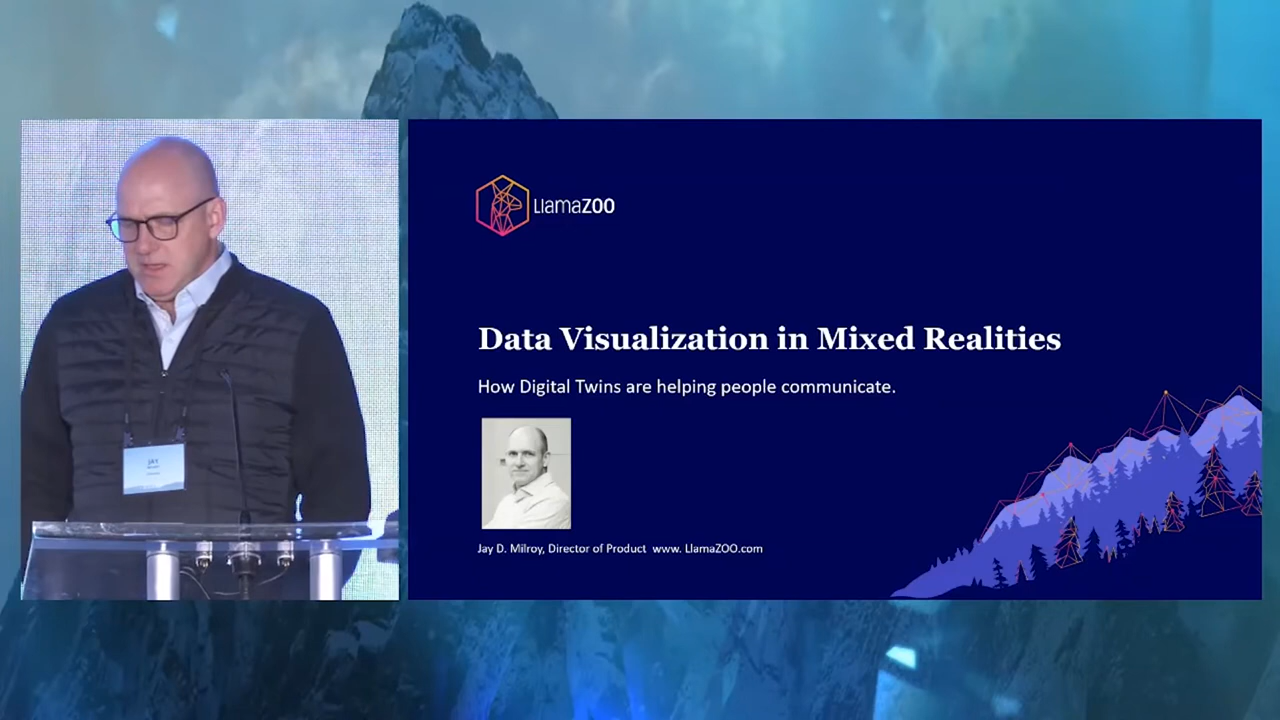 JAY
LlamaZOO
Data Visualization in Mixed Realities
How Digital Twins are helping people communicate.
Jay D. Milroy, Director of Product www. LlamaZOO.com